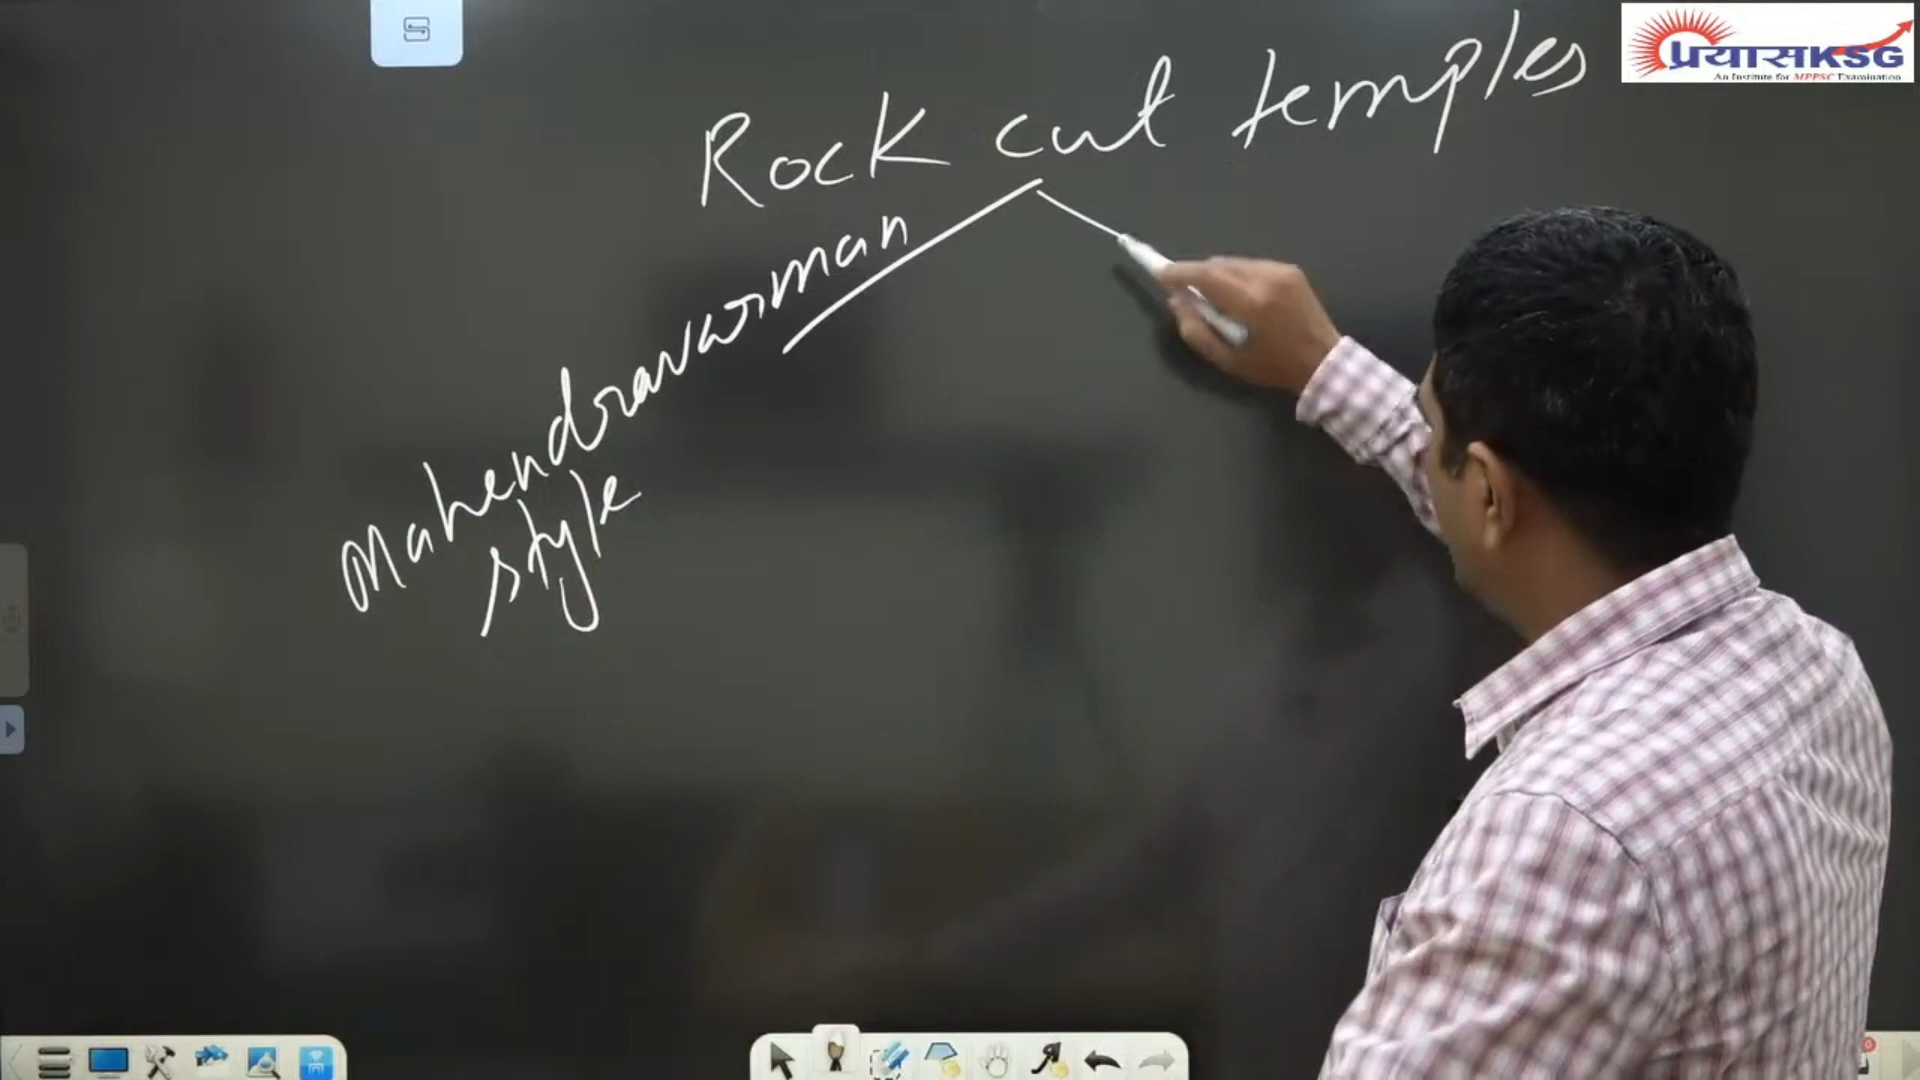 प्रयासKSG
An Institute for MPPSC Examination
Rock cut temples
Mahendravarman
style